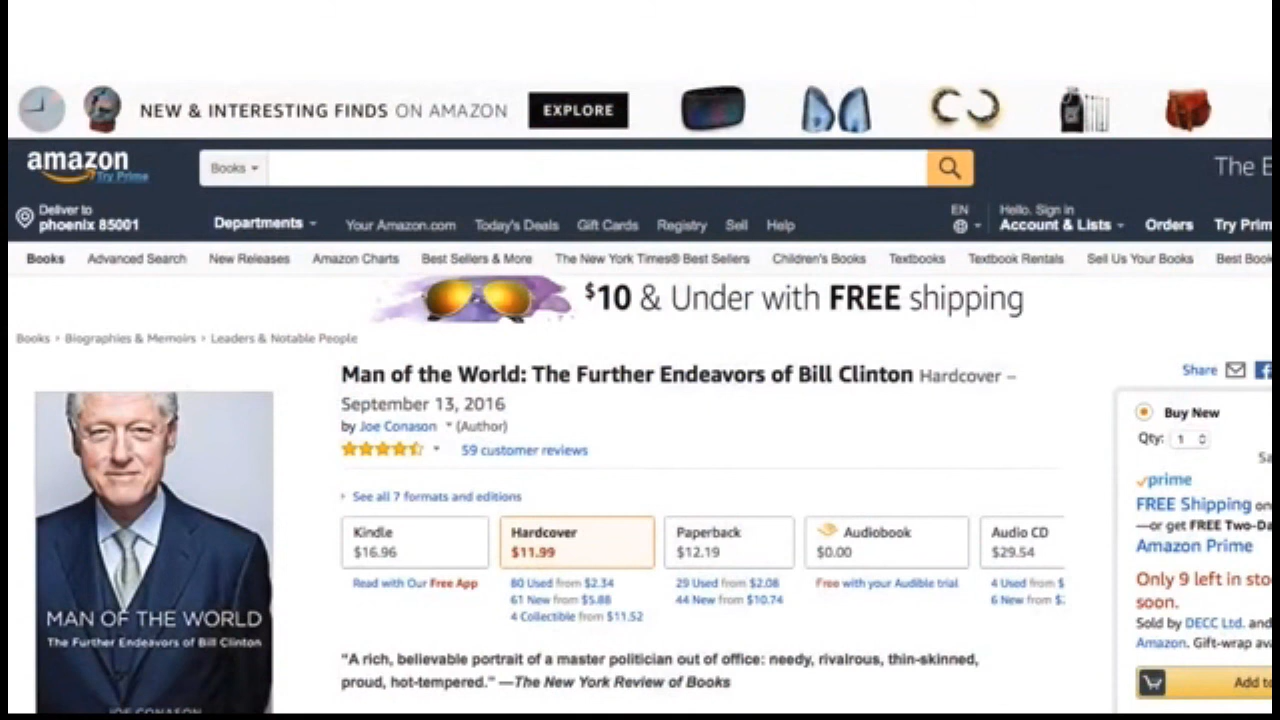 NEW & INTERESTING FINDS ON AMAZON EXPLORE
amazon
Try Prime
Books
Deliver to
phoenix 85001
Departments
Your Amazon.com Today's Deals Gift Cards Registry Sell Help
EN
Hello. Sign in
Account & Lists
Orders
Books Advanced Search New Releases Amazon Charts Best Sellers & More The New York Times® Best Sellers Children's Books Textbooks Textbook Rentals Sell Us Your Books
$10 & Under with FREE shipping
Books › Biographies & Memoirs › Leaders & Notable People
Man of the World: The Further Endeavors of Bill Clinton Hardcover –
September 13, 2016
by Joe Conason (Author)
59 customer reviews
See all 7 formats and editions
Kindle
$16.96
Read with Our Free App
Hardcover
$11.99
80 Used from $2.34
61 New from $5.88
4 Collectible from $11.52
Paperback
$12.19
29 Used from $2.08
44 New from $10.74
Audiobook
$0.00
Free with your Audible trial
Audio CD
$29.54
4 Used from $
6 New from $
"A rich, believable portrait of a master politician out of office: needy, rivalrous, thin-skinned,
proud, hot-tempered." —The New York Review of Books
MAN OF THE WORLD
The Further Endeavors of Bill Clinton
JOE CONASON
Share
Buy New
Qty: 1
prime
FREE Shipping
—or get FREE
Amazon Prime
Only 9 left in
soon.
Sold by DECC Ltd. and
Amazon. Gift-wrap
Add